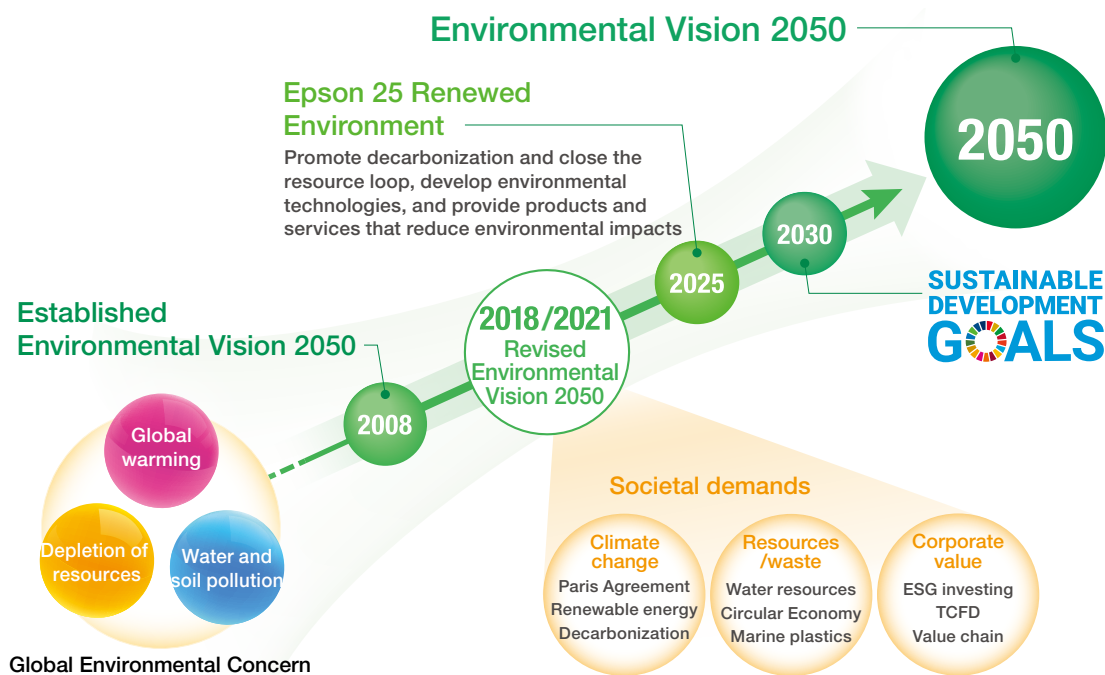 Environmental Vision 2050
2050
Epson 25 Renewed
Environment
Promote decarbonization and close the
resource loop, develop environmental
technologies, and provide products and
services that reduce environmental impacts
2030
2025
SUSTAINABLE
DEVELOPMENT
GOALS
2018/2021
Revised
Environmental
Vision 2050
Established
Environmental Vision 2050
2008
Global
warming
Depletion of
resources
Water and
soil pollution
Global Environmental Concern
Societal demands
Climate
change
Paris Agreement
Renewable energy
Decarbonization
Resources
/waste
Water resources
Circular Economy
Marine plastics
Corporate
value
ESG investing
TCFD
Value chain